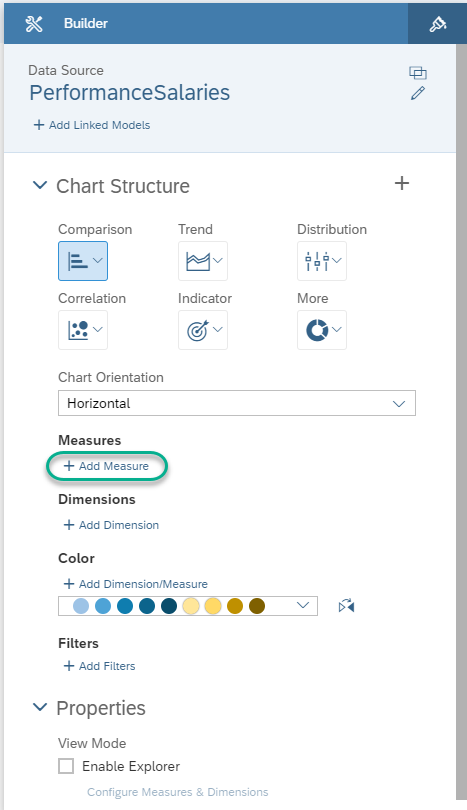 Builder
Data Source
PerformanceSalaries
+ Add Linked Models
Chart Structure
Comparison Trend Distribution
Correlation Indicator More
Chart Orientation
Horizontal
Measures
+ Add Measure
Dimensions
+ Add Dimension
Color
+ Add Dimension/Measure
Filters
+ Add Filters
Properties
View Mode
Enable Explorer
Configure Measures & Dimensions